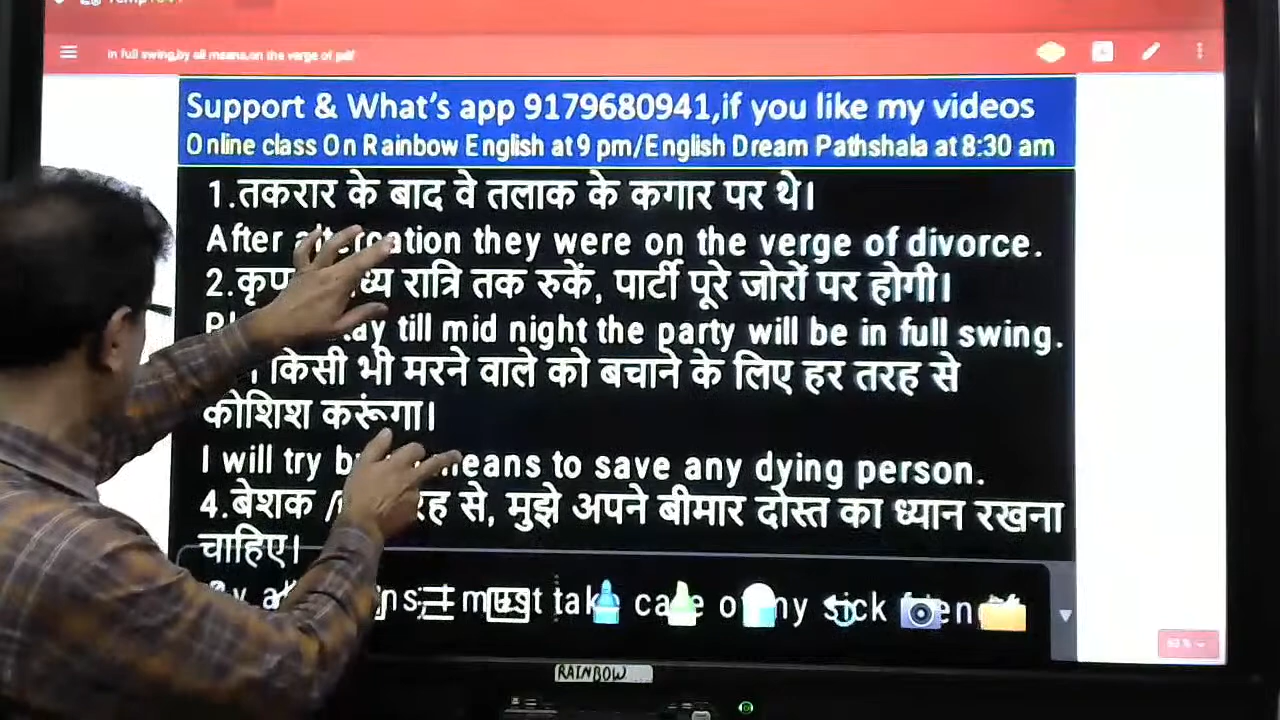 in full swing,by all means,on the verge of pdf
Support & What's app 9179680941,if you like my videos
Online class On Rainbow English at 9 pm/English Dream Pathshala at 8:30 am
1.तकरार के बाद वे तलाक के कगार पर थे।
After altercation they were on the verge of divorce.
2. रात्रि तक रुकें, पार्टी पूरे जोरों पर होगी।
till mid night the party will be in full swing.
किसी भी मरने वाले को बचाने के लिए हर तरह से
कोशिश करूंगा।
I will try means to save any dying person.
4.बेशक / से, मुझे अपने बीमार दोस्त का ध्यान रखना
चाहिए।
must take care of my sick friend
RAINBOW